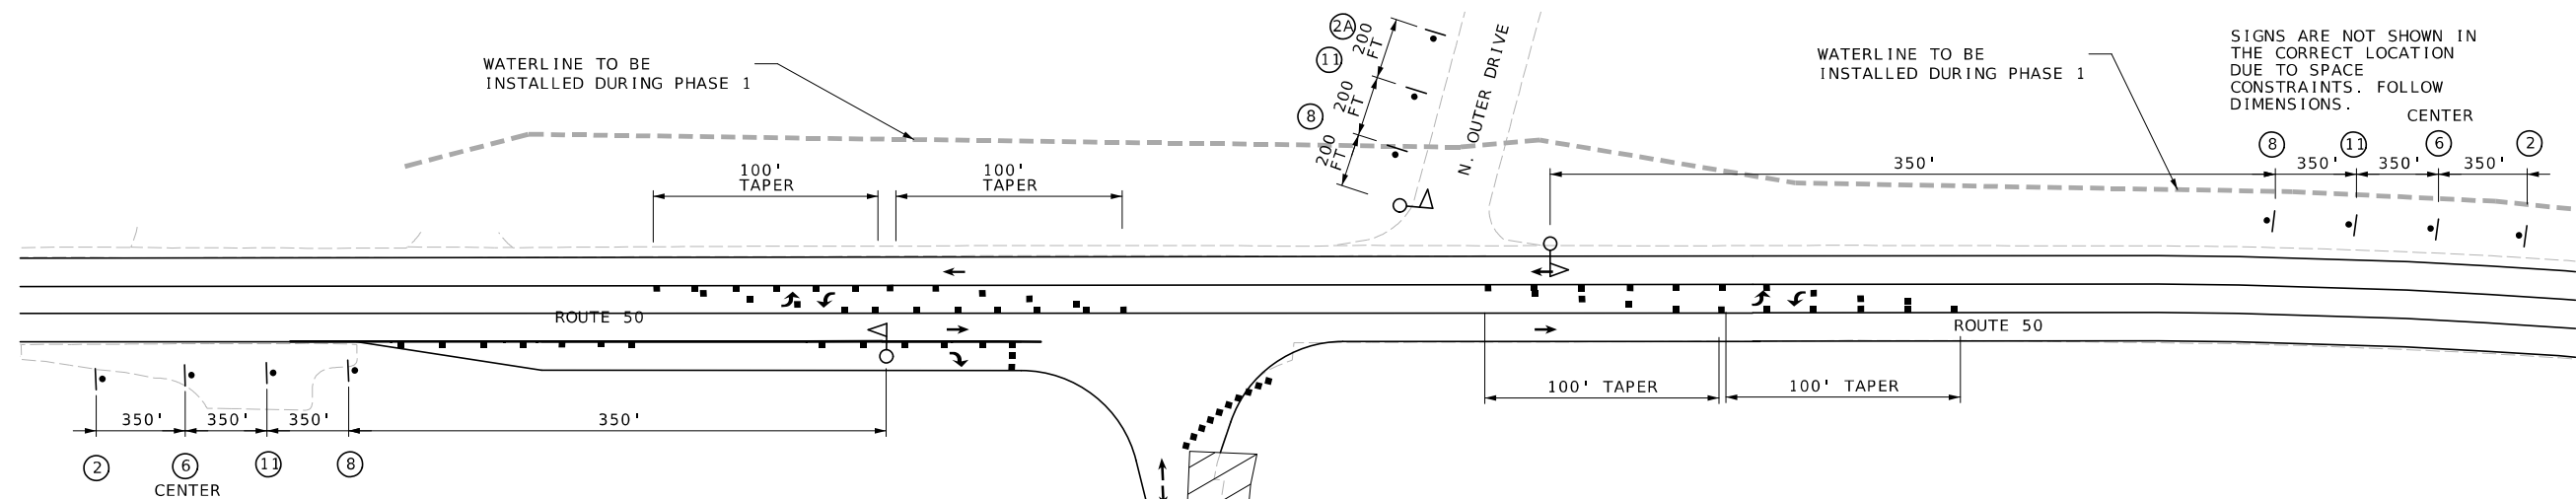 WATERLINE TO BE
INSTALLED DURING PHASE 1
100'
TAPER
100'
TAPER
2A
11
8
200
FT
200
FT
200
FT
N. OUTER DRIVE
WATERLINE TO BE
INSTALLED DURING PHASE 1
SIGNS ARE NOT SHOWN IN
THE CORRECT LOCATION
DUE TO SPACE
CONSTRAINTS. FOLLOW
DIMENSIONS.
CENTER
8
11
6
2
350'
350'
350'
350'
ROUTE 50
ROUTE 50
100' TAPER
100' TAPER
350'
350'
350'
350'
2
6
11
8
CENTER